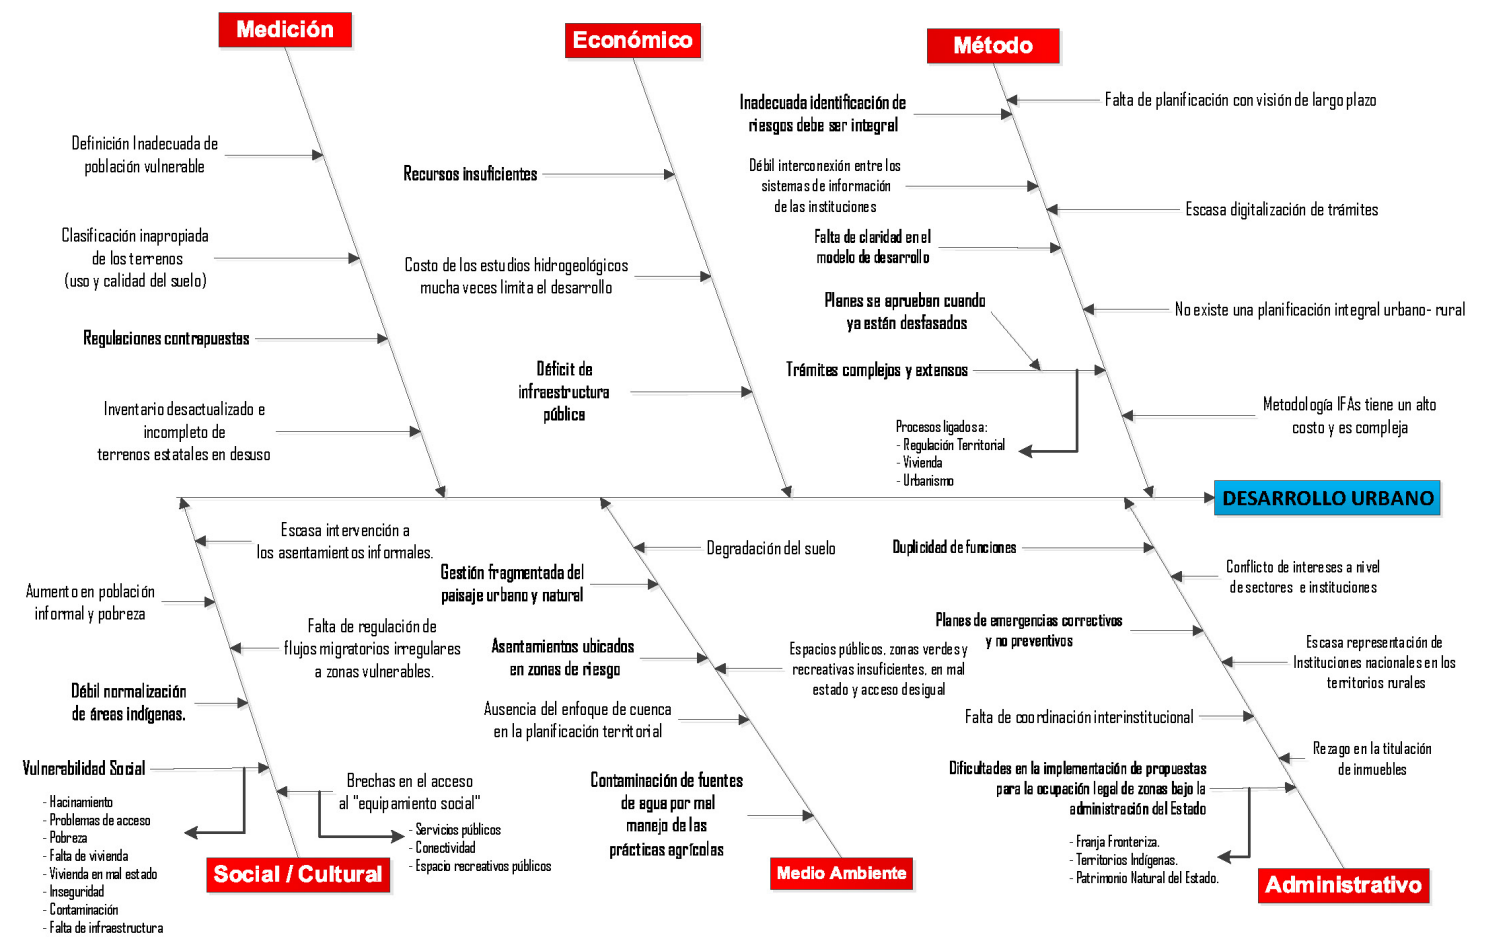 Medición
Económico
Método
Definición Inadecuada de
población vulnerable
Clasificación inapropiada
de los terrenos
(uso y calidad del suelo)
Regulaciones contrapuestas
Inventario desactualizado e
incompleto de
terrenos estatales en desuso
Recursos insuficientes
Costo de los estudios hidrogeológicos
mucha veces limita el desarrollo
Déficit de
infraestructura
pública
Inadecuada identificación de
riesgos debe ser integral
Débil interconexión entre los
sistemas de información
de las instituciones
Falta de claridad en el
modelo de desarrollo
Planes se aprueban cuando
ya están desfasados
Trámites complejos y extensos
Procesos ligados a:
- Regulación Territorial
- Vivienda
- Urbanismo
Falta de planificación con visión de largo plazo
Escasa digitalización de trámites
No existe una planificación integral urbano- rural
Metodología IFAs tiene un alto
costo y es compleja
DESARROLLO URBANO
Escasa intervención a
los asentamientos informales.
Aumento en población
informal y pobreza
Falta de regulación de
flujos migratorios irregulares
a zonas vulnerables.
Débil normalización
de áreas indígenas.
Vulnerabilidad Social
- Hacinamiento
- Problemas de acceso
- Pobreza
- Falta de vivienda
- Vivienda en mal estado
- Inseguridad
- Contaminación
- Falta de infraestructura
Brechas en el acceso
al "equipamiento social"
- Servicios públicos
- Conectividad
- Espacio recreativos públicos
Social / Cultural
Degradación del suelo
Gestión fragmentada del
paisaje urbano y natural
Asentamientos ubicados
en zonas de riesgo
Espacios públicos, zonas verdes y
recreativas insuficientes, en mal
estado y acceso desigual
Ausencia del enfoque de cuenca
en la planificación territorial
Contaminación de fuentes
de agua por mal
manejo de las
prácticas agrícolas
Medio Ambiente
Duplicidad de funciones
Conflicto de intereses a nivel
de sectores e instituciones
Planes de emergencias correctivos
y no preventivos
Escasa representación de
Instituciones nacionales en los
territorios rurales
Falta de coordinación interinstitucional
Rezago en la titulación
de inmuebles
Dificultades en la implementación de propuestas
para la ocupación legal de zonas bajo la
administración del Estado
- Franja Fronteriza.
- Territorios Indígenas.
- Patrimonio Natural del Estado.
Administrativo